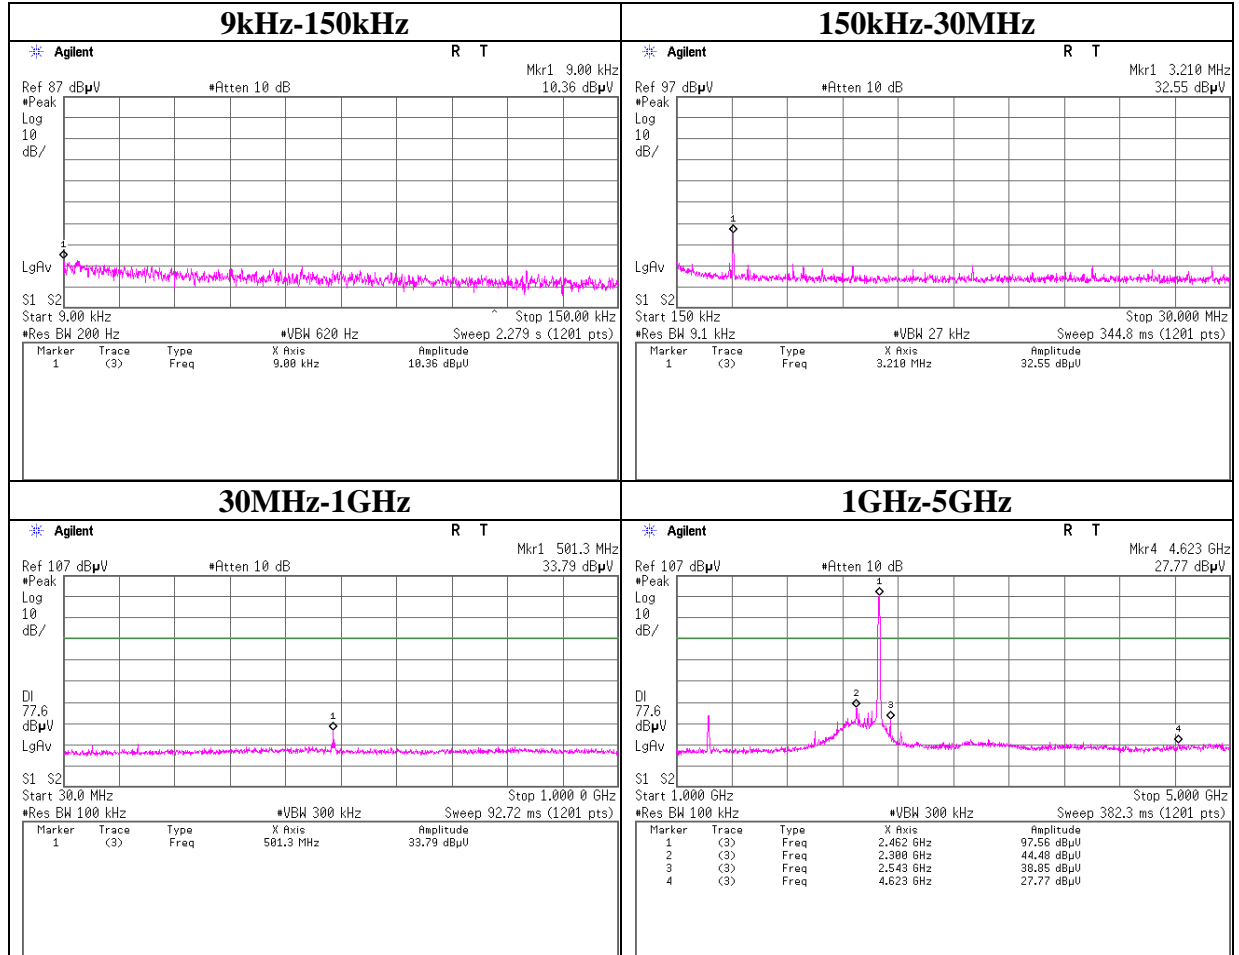 9kHz-150kHz
Agilent R T
Mkr1 9.00 kHz
Ref 87 dBµV #Atten 10 dB 10.36 dBµV
#Peak
Log
10
dB/
1
LgAv
S1 S2
Start 9.00 kHz ^ Stop 150.00 kHz
#Res BW 200 Hz #VBW 620 Hz Sweep 2.279 s (1201 pts)
Marker Trace Type X Axis Amplitude
1 (3) Freq 9.00 kHz 10.36 dBµV
150kHz-30MHz
Agilent R T
Mkr1 3.210 MHz
Ref 97 dBµV #Atten 10 dB 32.55 dBµV
#Peak
Log
10
dB/
1
LgAv
S1 S2
Start 150 kHz Stop 30.000 MHz
#Res BW 9.1 kHz #VBW 27 kHz Sweep 344.8 ms (1201 pts)
Marker Trace Type X Axis Amplitude
1 (3) Freq 3.210 MHz 32.55 dBµV
30MHz-1GHz
Agilent R T
Mkr1 501.3 MHz
Ref 107 dBµV #Atten 10 dB 33.79 dBµV
#Peak
Log
10
dB/
DI
77.6
dBµV
1
LgAv
S1 S2
Start 30.0 MHz Stop 1.000 0 GHz
#Res BW 100 kHz #VBW 300 kHz Sweep 92.72 ms (1201 pts)
Marker Trace Type X Axis Amplitude
1 (3) Freq 501.3 MHz 33.79 dBµV
1GHz-5GHz
Agilent R T
Mkr4 4.623 GHz
Ref 107 dBµV #Atten 10 dB 27.77 dBµV
#Peak
1
Log
10
dB/
DI
2
77.6
3
dBµV
4
LgAv
S1 S2
Start 1.000 GHz Stop 5.000 GHz
#Res BW 100 kHz #VBW 300 kHz Sweep 382.3 ms (1201 pts)
Marker Trace Type X Axis Amplitude
1 (3) Freq 2.462 GHz 97.56 dBµV
2 (3) Freq 2.300 GHz 44.48 dBµV
3 (3) Freq 2.543 GHz 38.85 dBµV
4 (3) Freq 4.623 GHz 27.77 dBµV